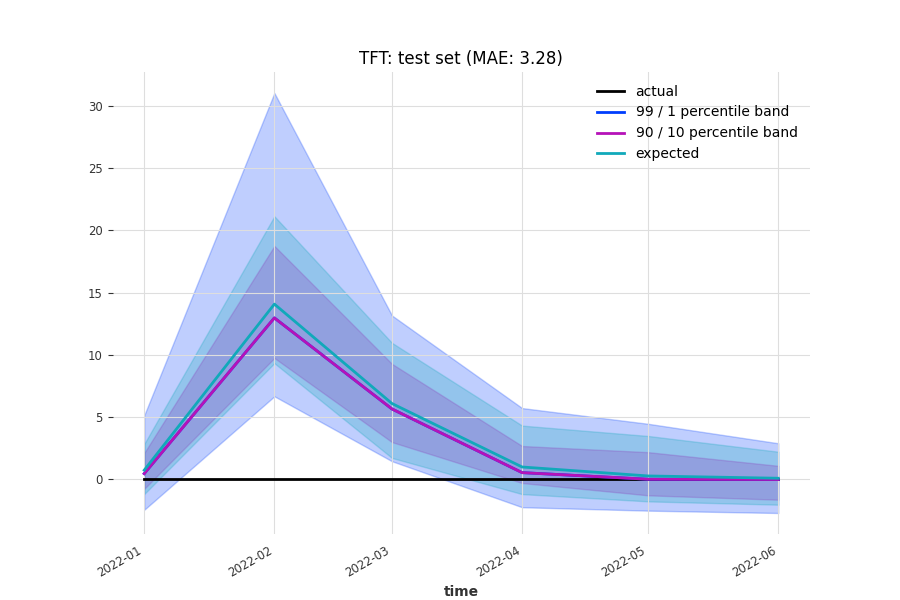 TFT: test set (MAE: 3.28)
actual
99 / 1 percentile band
90 / 10 percentile band
expected
30
25
20
15
10
5
0
2022-01
2022-02
2022-03
2022-04
2022-05
2022-06
time